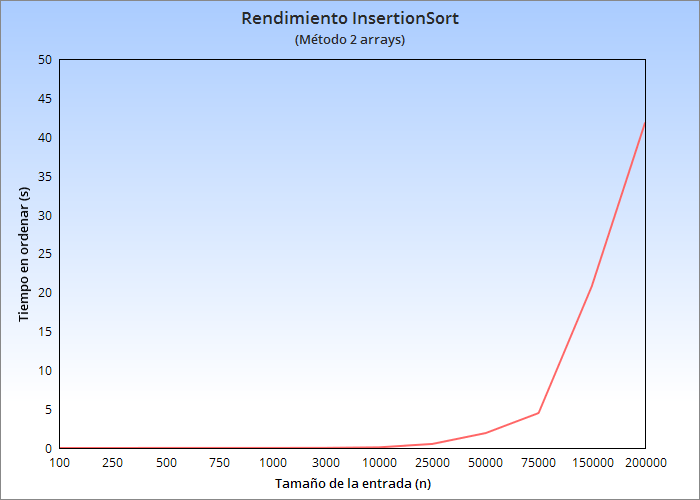 Rendimiento InsertionSort
(Método 2 arrays)
Tiempo en ordenar (s)
50
45
40
35
30
25
20
15
10
5
0
100 250 500 750 1000 3000 10000 25000 50000 75000 150000 200000
Tamaño de la entrada (n)